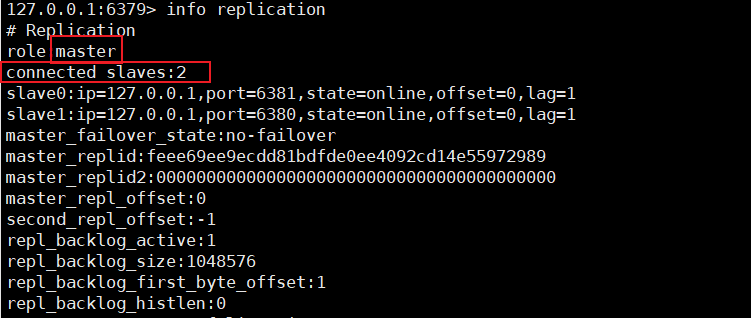 127.0.0.1:6379> info replication
# Replication
role master
connected slaves:2
slave0:ip=127.0.0.1,port=6381,state=online,offset=0,lag=1
slave1:ip=127.0.0.1,port=6380,state=online,offset=0,lag=1
master_failover_state:no-failover
master_replid:feee69ee9ecdd81bdfde0ee4092cd14e55972989
master_replid2:0000000000000000000000000000000000000000
master_repl_offset:0
second_repl_offset:-1
repl_backlog_active:1
repl_backlog_size:1048576
repl_backlog_first_byte_offset:1
repl_backlog_histlen:0